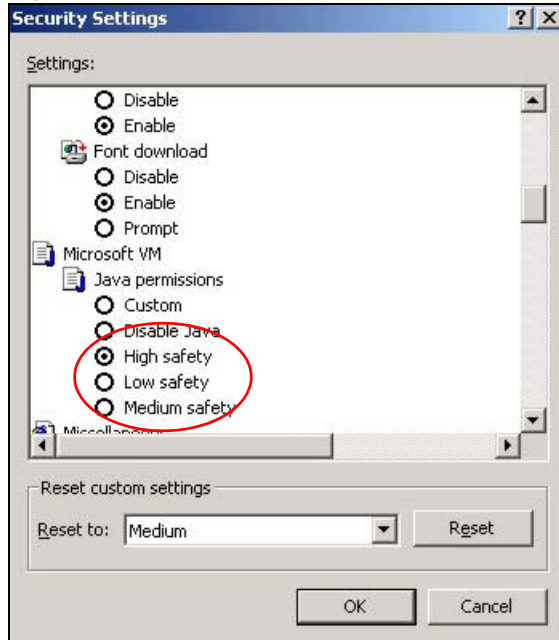 Security Settings
Settings:
Disable
Enable
Font download
Disable
Enable
Prompt
Microsoft VM
Java permissions
Custom
Disable Java
High safety
Low safety
Medium safety
Miscellaneous
Reset custom settings
Reset to: Medium Reset
OK Cancel